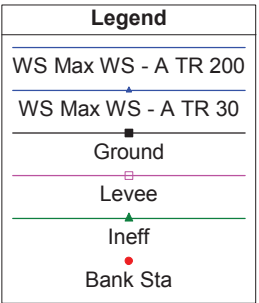 Legend
WS Max WS - A TR 200
WS Max WS - A TR 30
Ground
Levee
Ineff
Bank Sta